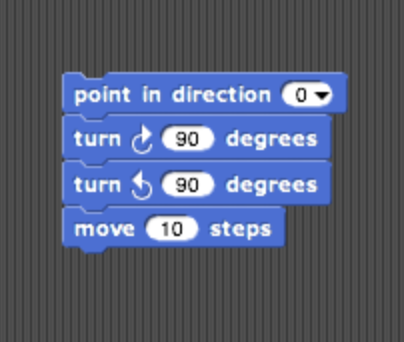 point in direction 0
turn 90 degrees
turn 90 degrees
move 10 steps